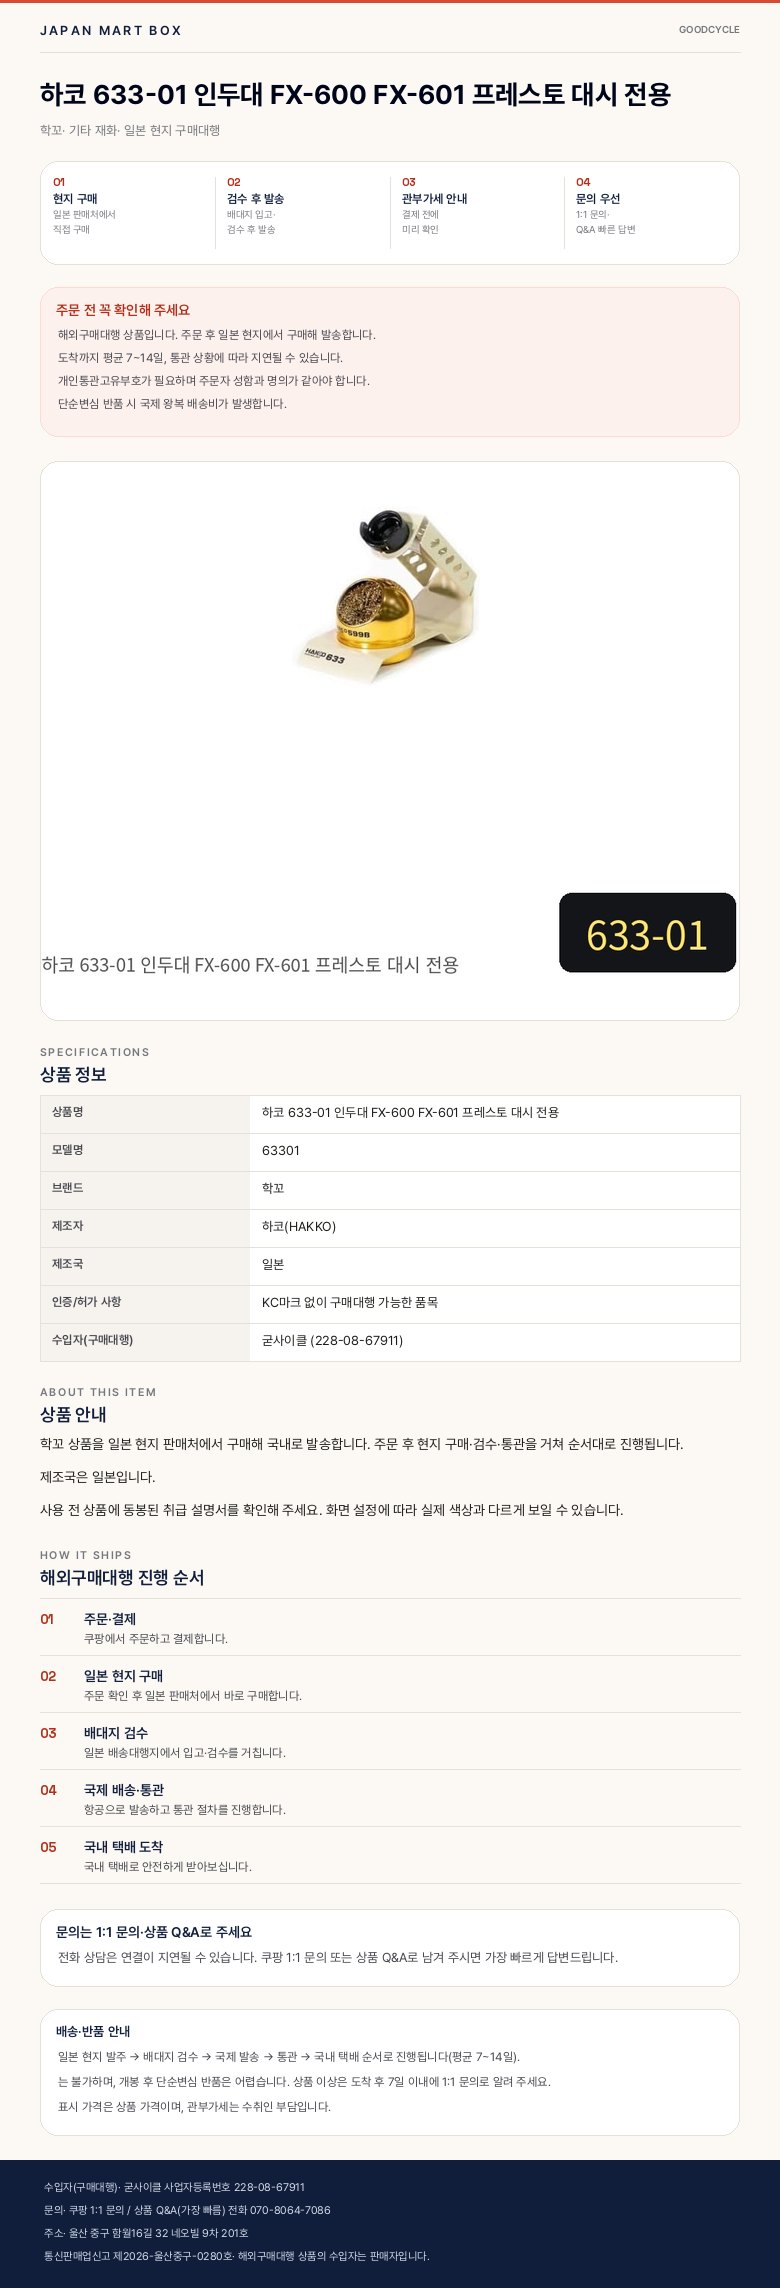 JAPAN MART BOX
GOODCYCLE
하코 633-01 인두대 FX-600 FX-601 프레스토 대시 전용
학꼬· 기타 재화· 일본 현지 구매대행
01
현지 구매
일본 판매처에서
직접 구매
02
검수 후 발송
배대지 입고·
검수 후 발송
03
관부가세 안내
결제 전에
미리 확인
04
문의 우선
1:1 문의·
Q&A 빠른 답변
주문 전 꼭 확인해 주세요
해외구매대행 상품입니다. 주문 후 일본 현지에서 구매해 발송합니다.
도착까지 평균 7~14일, 통관 상황에 따라 지연될 수 있습니다.
개인통관고유부호가 필요하며 주문자 성함과 명의가 같아야 합니다.
단순변심 반품 시 국제 왕복 배송비가 발생합니다.
599B
HAKKO 633
633-01
하코 633-01 인두대 FX-600 FX-601 프레스토 대시 전용
SPECIFICATIONS
상품 정보
상품명 하코 633-01 인두대 FX-600 FX-601 프레스토 대시 전용
모델명 63301
브랜드 학꼬
제조자 하코(HAKKO)
제조국 일본
인증/허가 사항 KC마크 없이 구매대행 가능한 품목
수입자(구매대행) 굳사이클 (228-08-67911)
ABOUT THIS ITEM
상품 안내
학꼬 상품을 일본 현지 판매처에서 구매해 국내로 발송합니다. 주문 후 현지 구매·검수·통관을 거쳐 순서대로 진행됩니다.
제조국은 일본입니다.
사용 전 상품에 동봉된 취급 설명서를 확인해 주세요. 화면 설정에 따라 실제 색상과 다르게 보일 수 있습니다.
HOW IT SHIPS
해외구매대행 진행 순서
01 주문·결제
쿠팡에서 주문하고 결제합니다.
02 일본 현지 구매
주문 확인 후 일본 판매처에서 바로 구매합니다.
03 배대지 검수
일본 배송대행지에서 입고·검수를 거칩니다.
04 국제 배송·통관
항공으로 발송하고 통관 절차를 진행합니다.
05 국내 택배 도착
국내 택배로 안전하게 받아보십니다.
문의는 1:1 문의·상품 Q&A로 주세요
전화 상담은 연결이 지연될 수 있습니다. 쿠팡 1:1 문의 또는 상품 Q&A로 남겨 주시면 가장 빠르게 답변드립니다.
배송·반품 안내
일본 현지 발주 → 배대지 검수 → 국제 발송 → 통관 → 국내 택배 순서로 진행됩니다(평균 7~14일).
는 불가하며, 개봉 후 단순변심 반품은 어렵습니다. 상품 이상은 도착 후 7일 이내에 1:1 문의로 알려 주세요.
표시 가격은 상품 가격이며, 관부가세는 수취인 부담입니다.
수입자(구매대행)· 굳사이클 사업자등록번호 228-08-67911
문의· 쿠팡 1:1 문의 / 상품 Q&A(가장 빠름) 전화 070-8064-7086
주소· 울산 중구 함월16길 32 네오빌 9차 201호
통신판매업신고 제2026-울산중구-0280호· 해외구매대행 상품의 수입자는 판매자입니다.